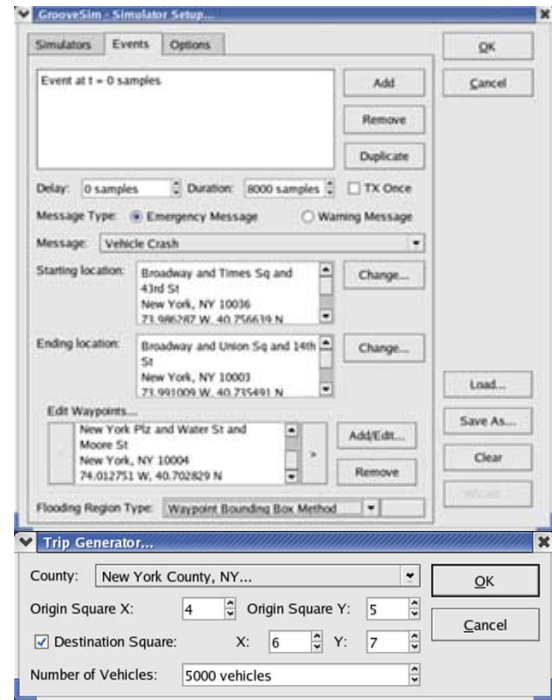 GrooveSim - Simulator Setup...
Simulators Events Options
OK
Cancel
Event at t = 0 samples
Add
Remove
Duplicate
Delay: 0 samples Duration: 8000 samples TX Once
Message Type: Emergency Message Warning Message
Message: Vehicle Crash
Starting location: Broadway and Times Sq and
43rd St
New York, NY 10036
73.986287 W, 40.756639 N
Change...
Ending location: Broadway and Union Sq and 14th
St
New York, NY 10003
73.991009 W, 40.735491 N
Change...
Load...
Save As...
Clear
Edit Waypoints...
New York Plz and Water St and
Moore St
New York, NY 10004
74.012751 W, 40.702829 N
>
Add/Edit...
Remove
Flooding Region Type: Waypoint Bounding Box Method
Trip Generator...
County: New York County, NY...
OK
Origin Square X: 4 Origin Square Y: 5
Cancel
Destination Square: X: 6 Y: 7
Number of Vehicles: 5000 vehicles